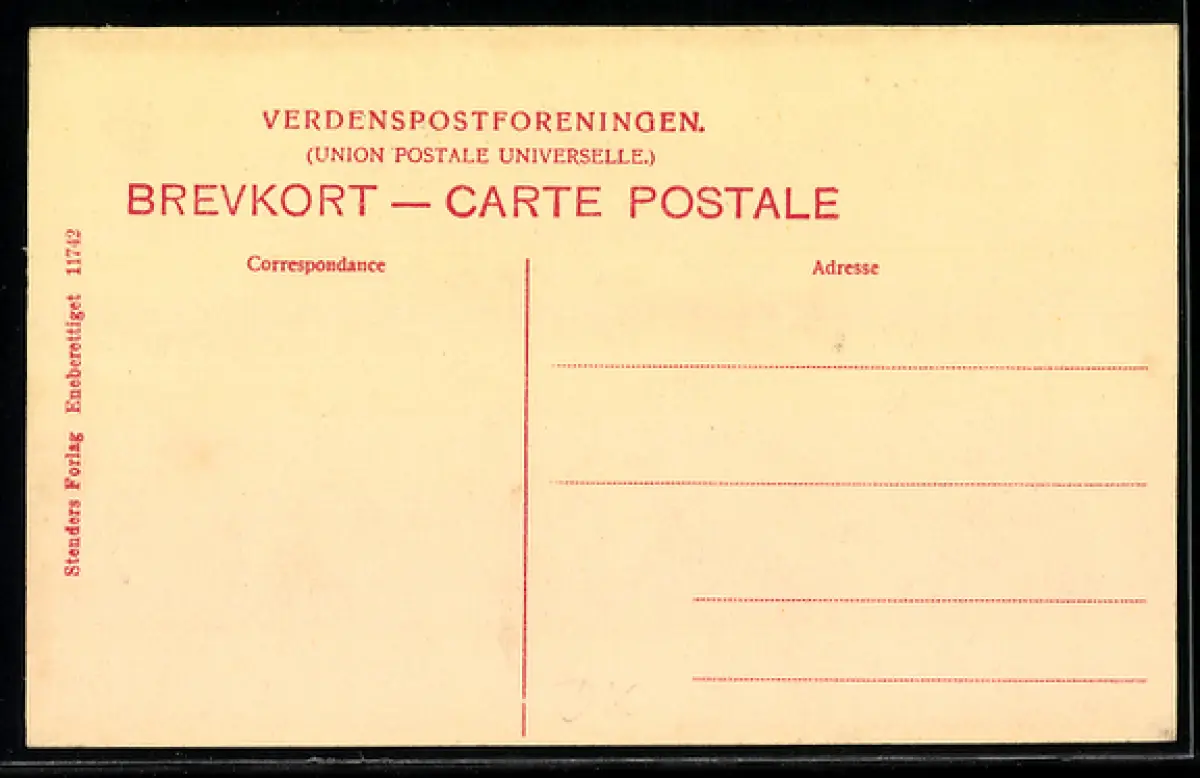 VERDENSPOSTFORENINGEN.
(UNION POSTALE UNIVERSELLE.)
BREVKORT — CARTE POSTALE
Correspondance
Adresse
Stenders Forlag Eneberettiget 11742